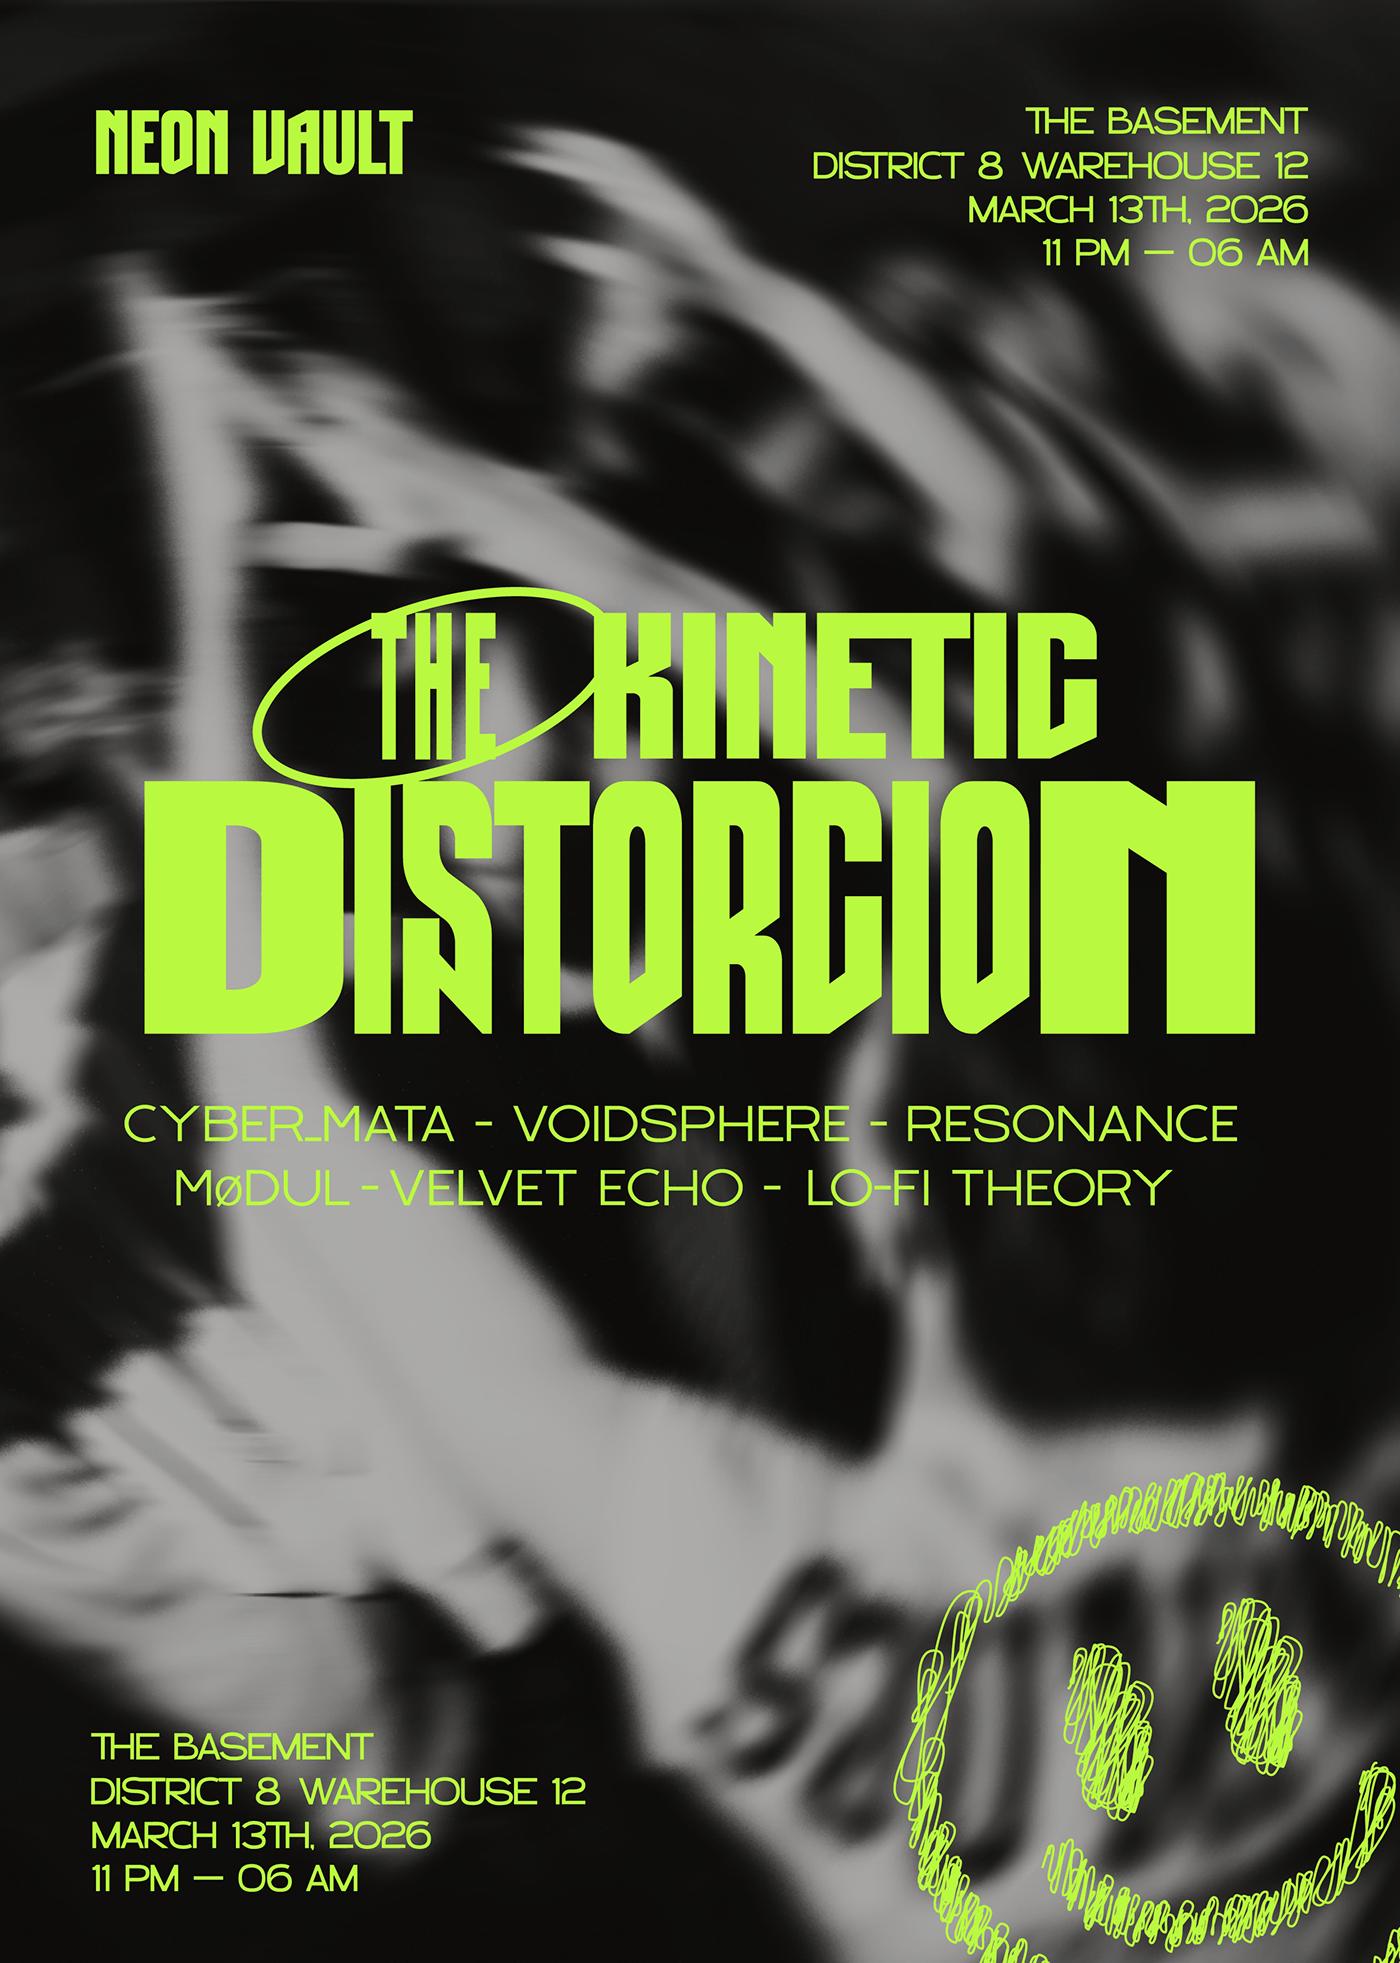 NEON VAULT
THE BASEMENT
DISTRICT 8 WAREHOUSE 12
MARCH 13TH, 2026
11 PM — 06 AM
THE KINETIC
DISTORCION
CYBER_MATA - VOIDSPHERE - RESONANCE
MøDUL - VELVET ECHO - LO-FI THEORY
THE BASEMENT
DISTRICT 8 WAREHOUSE 12
MARCH 13TH, 2026
11 PM — 06 AM